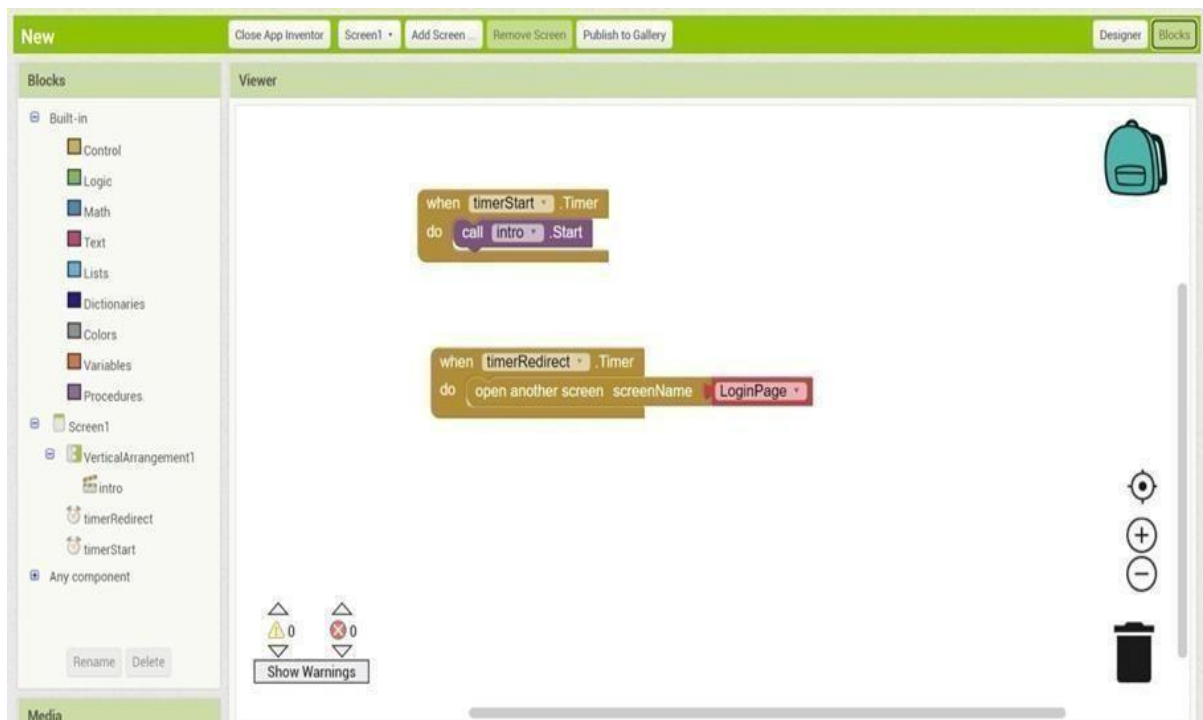 New
Close App Inventor
Screen1
Add Screen ...
Remove Screen
Publish to Gallery
Designer
Blocks
Blocks
Viewer
Built-in
Control
Logic
Math
Text
Lists
Dictionaries
Colors
Variables
Procedures
Screen1
VerticalArrangement1
intro
timerRedirect
timerStart
Any component
Rename Delete
Media
when timerStart .Timer
do call intro .Start
when timerRedirect .Timer
do open another screen screenName LoginPage
0 0
Show Warnings